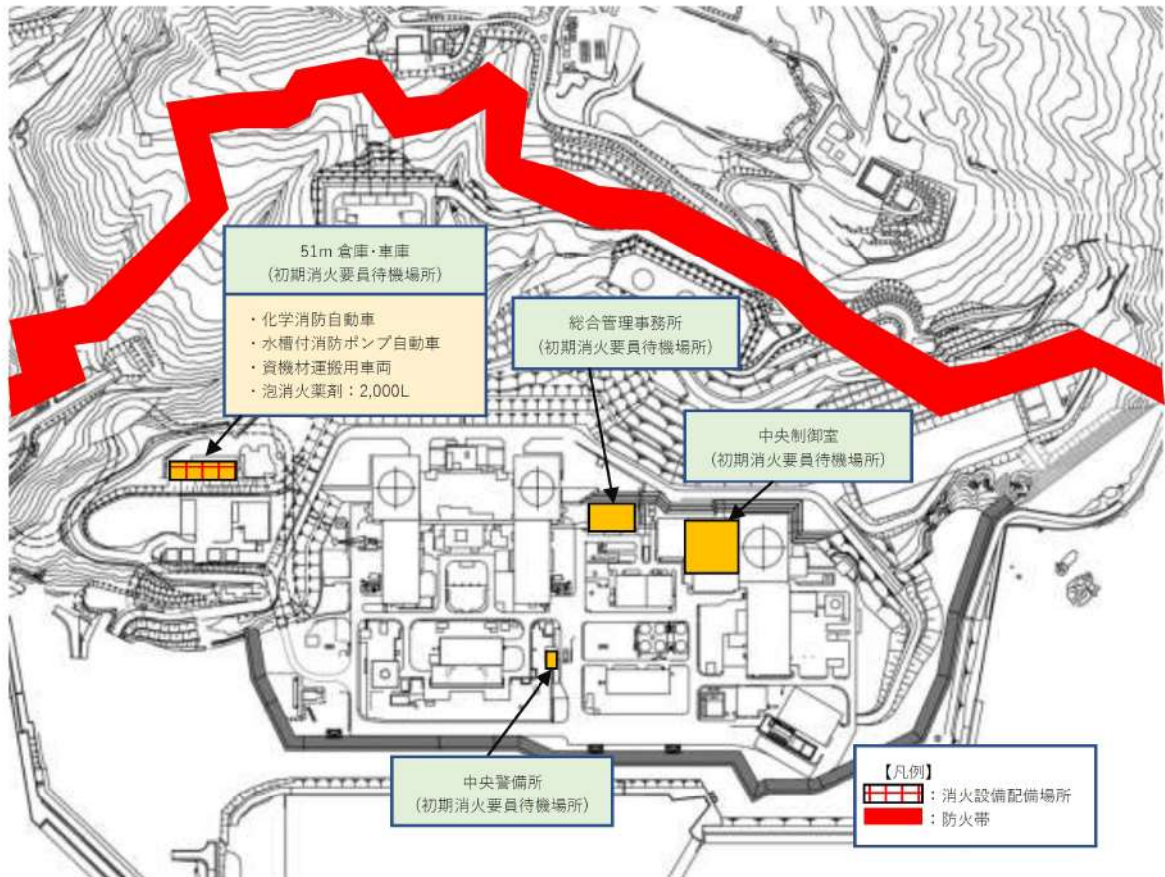 51m 倉庫・車庫
(初期消火要員待機場所)
・化学消防自動車
・水槽付消防ポンプ自動車
・資機材運搬用車両
・泡消火薬剤：2,000L
総合管理事務所
(初期消火要員待機場所)
中央制御室
(初期消火要員待機場所)
中央警備所
(初期消火要員待機場所)
【凡例】
：消火設備配備場所
：防火帯